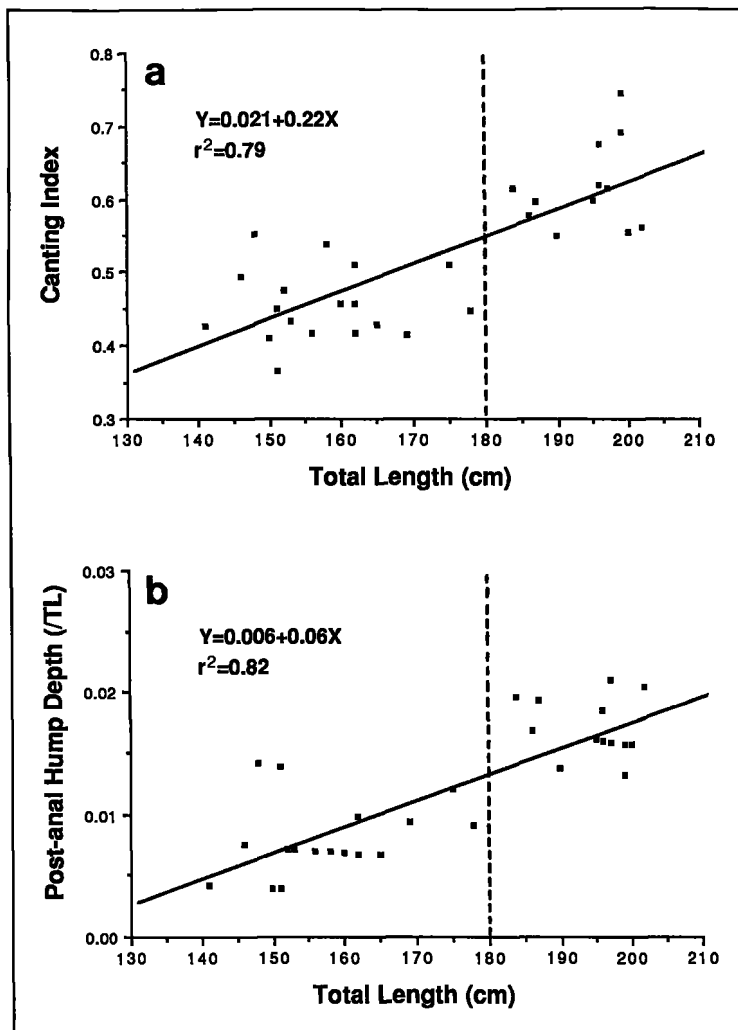 a
Y=0.021+0.22X
r²=0.79
Canting Index
0.8
0.7
0.6
0.5
0.4
0.3
130 140 150 160 170 180 190 200 210
Total Length (cm)
b
Y=0.006+0.06X
r²=0.82
Post-anal Hump Depth (/TL)
0.03
0.02
0.01
0.00
130 140 150 160 170 180 190 200 210
Total Length (cm)